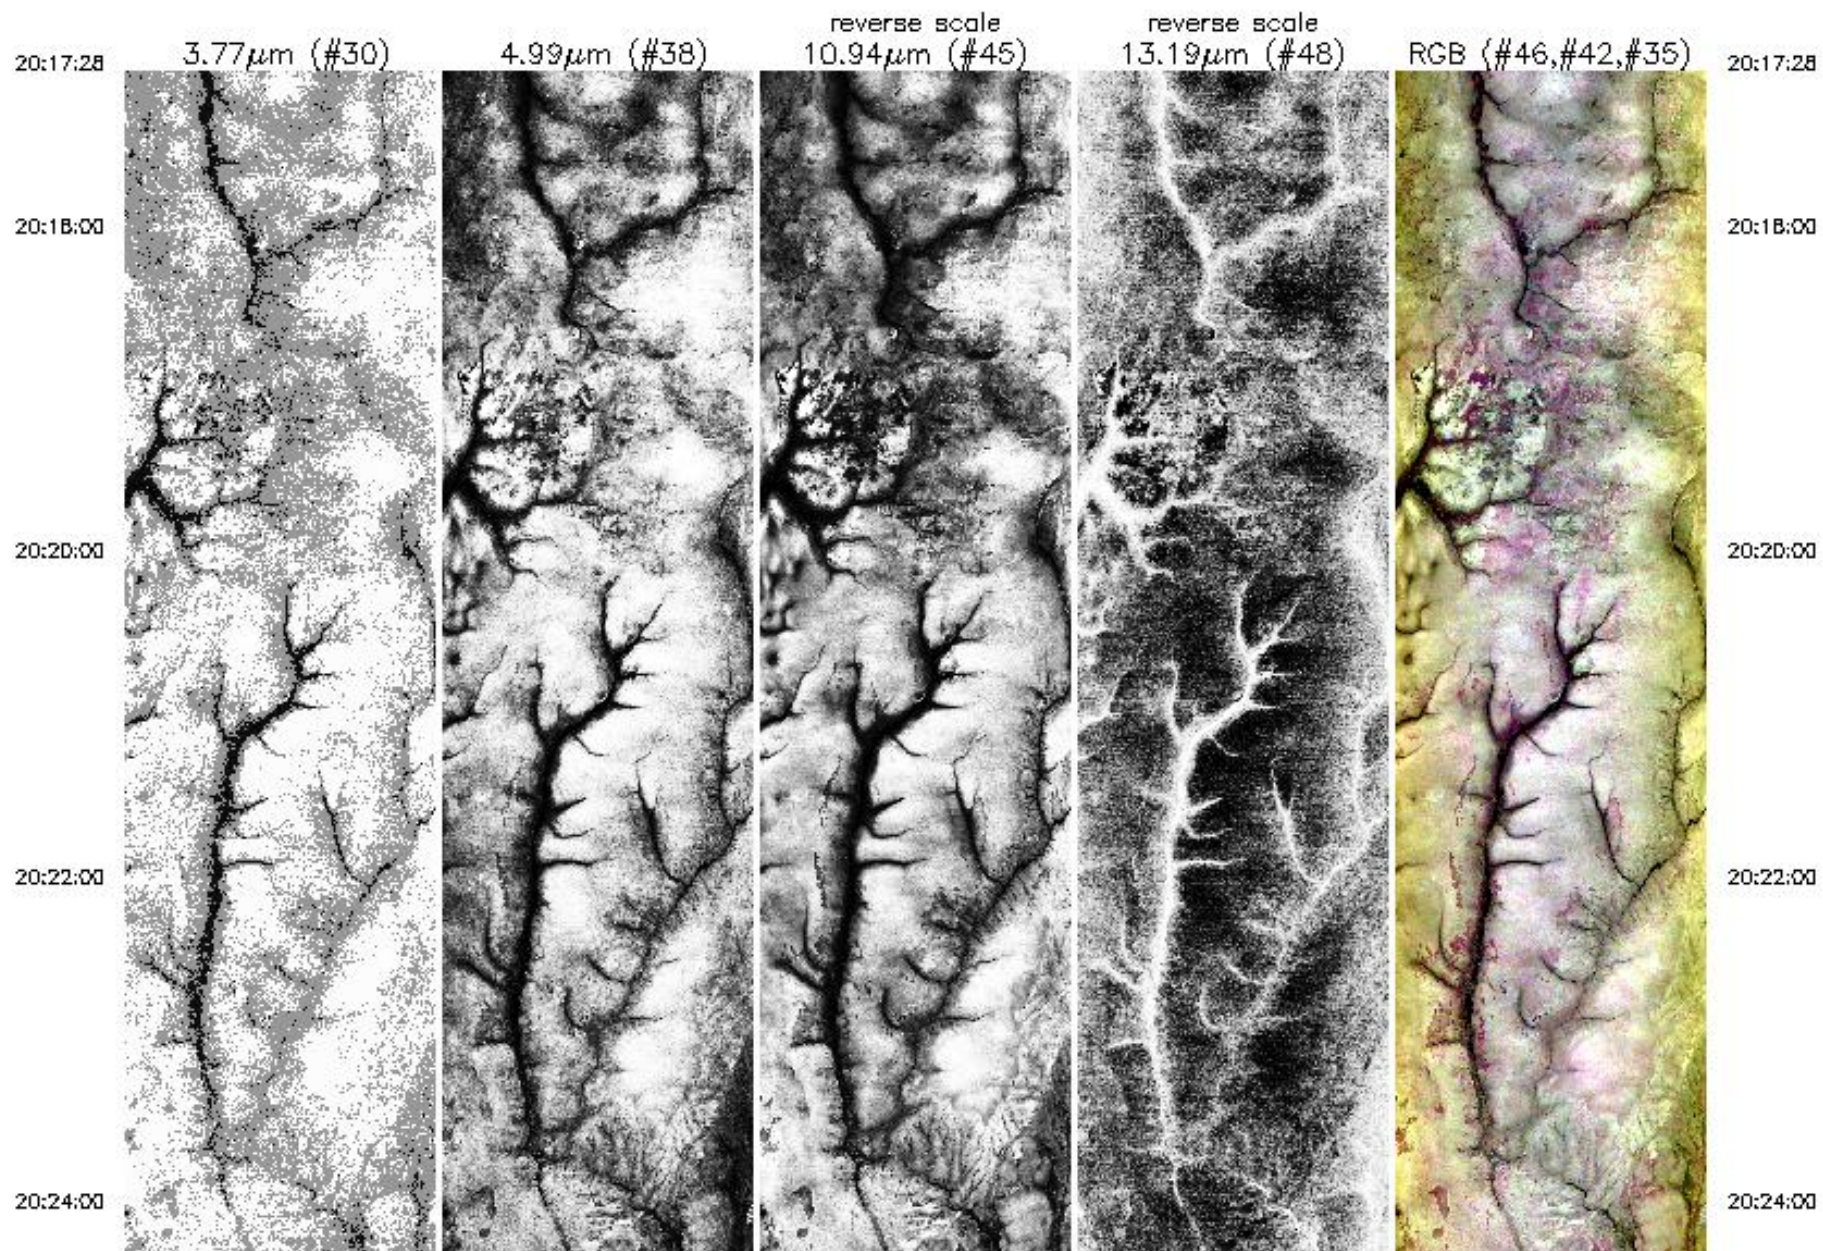 reverse scale reverse scale
20:17:28 3.77μm (#30) 4.99μm (#38) 10.94μm (#45) 13.19μm (#48) RGB (#46,#42,#35) 20:17:28
20:18:00 20:18:00
20:20:00 20:20:00
20:22:00 20:22:00
20:24:00 20:24:00